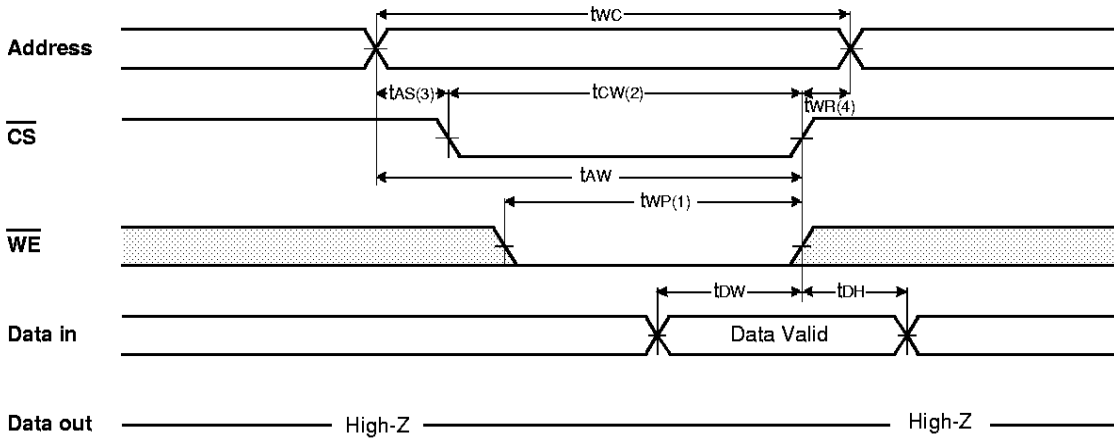 tWC
Address
tAS(3) tCW(2) tWR(4)
CS
tAW
tWP(1)
WE
tDW tDH
Data in Data Valid
Data out High-Z High-Z